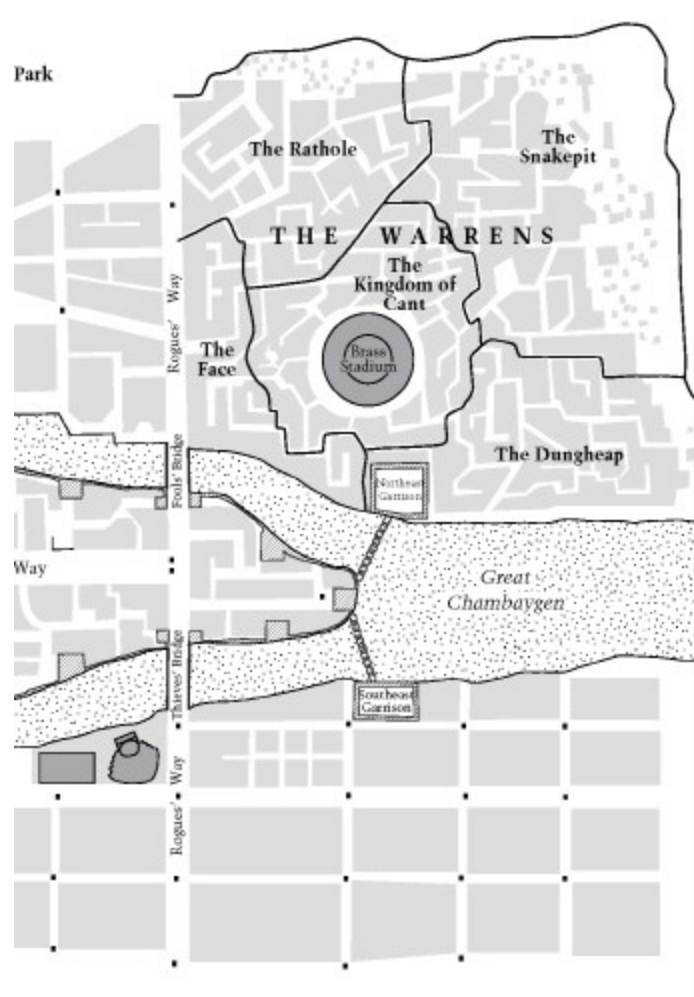 Park
The Rathole
The
Snakepit
THE WARRENS
The
Kingdom of
Cant
Rogues' Way
The
Face
Brass
Stadium
The Dungheap
Fools' Bridge
Northeast
Garrison
Way
Great
Chambaygen
Thieves' Bridge
Southeast
Garrison
Rogues' Way